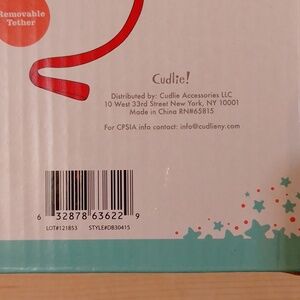 Removable
Tether
Cudlie!
Distributed by: Cudlie Accessories LLC
10 West 33rd Street New York, NY 10001
Made in China RN#65815
For CPSIA info contact: info@cudlieny.com
6 32878 63622 9
LOT#121853 STYLE#DB30415